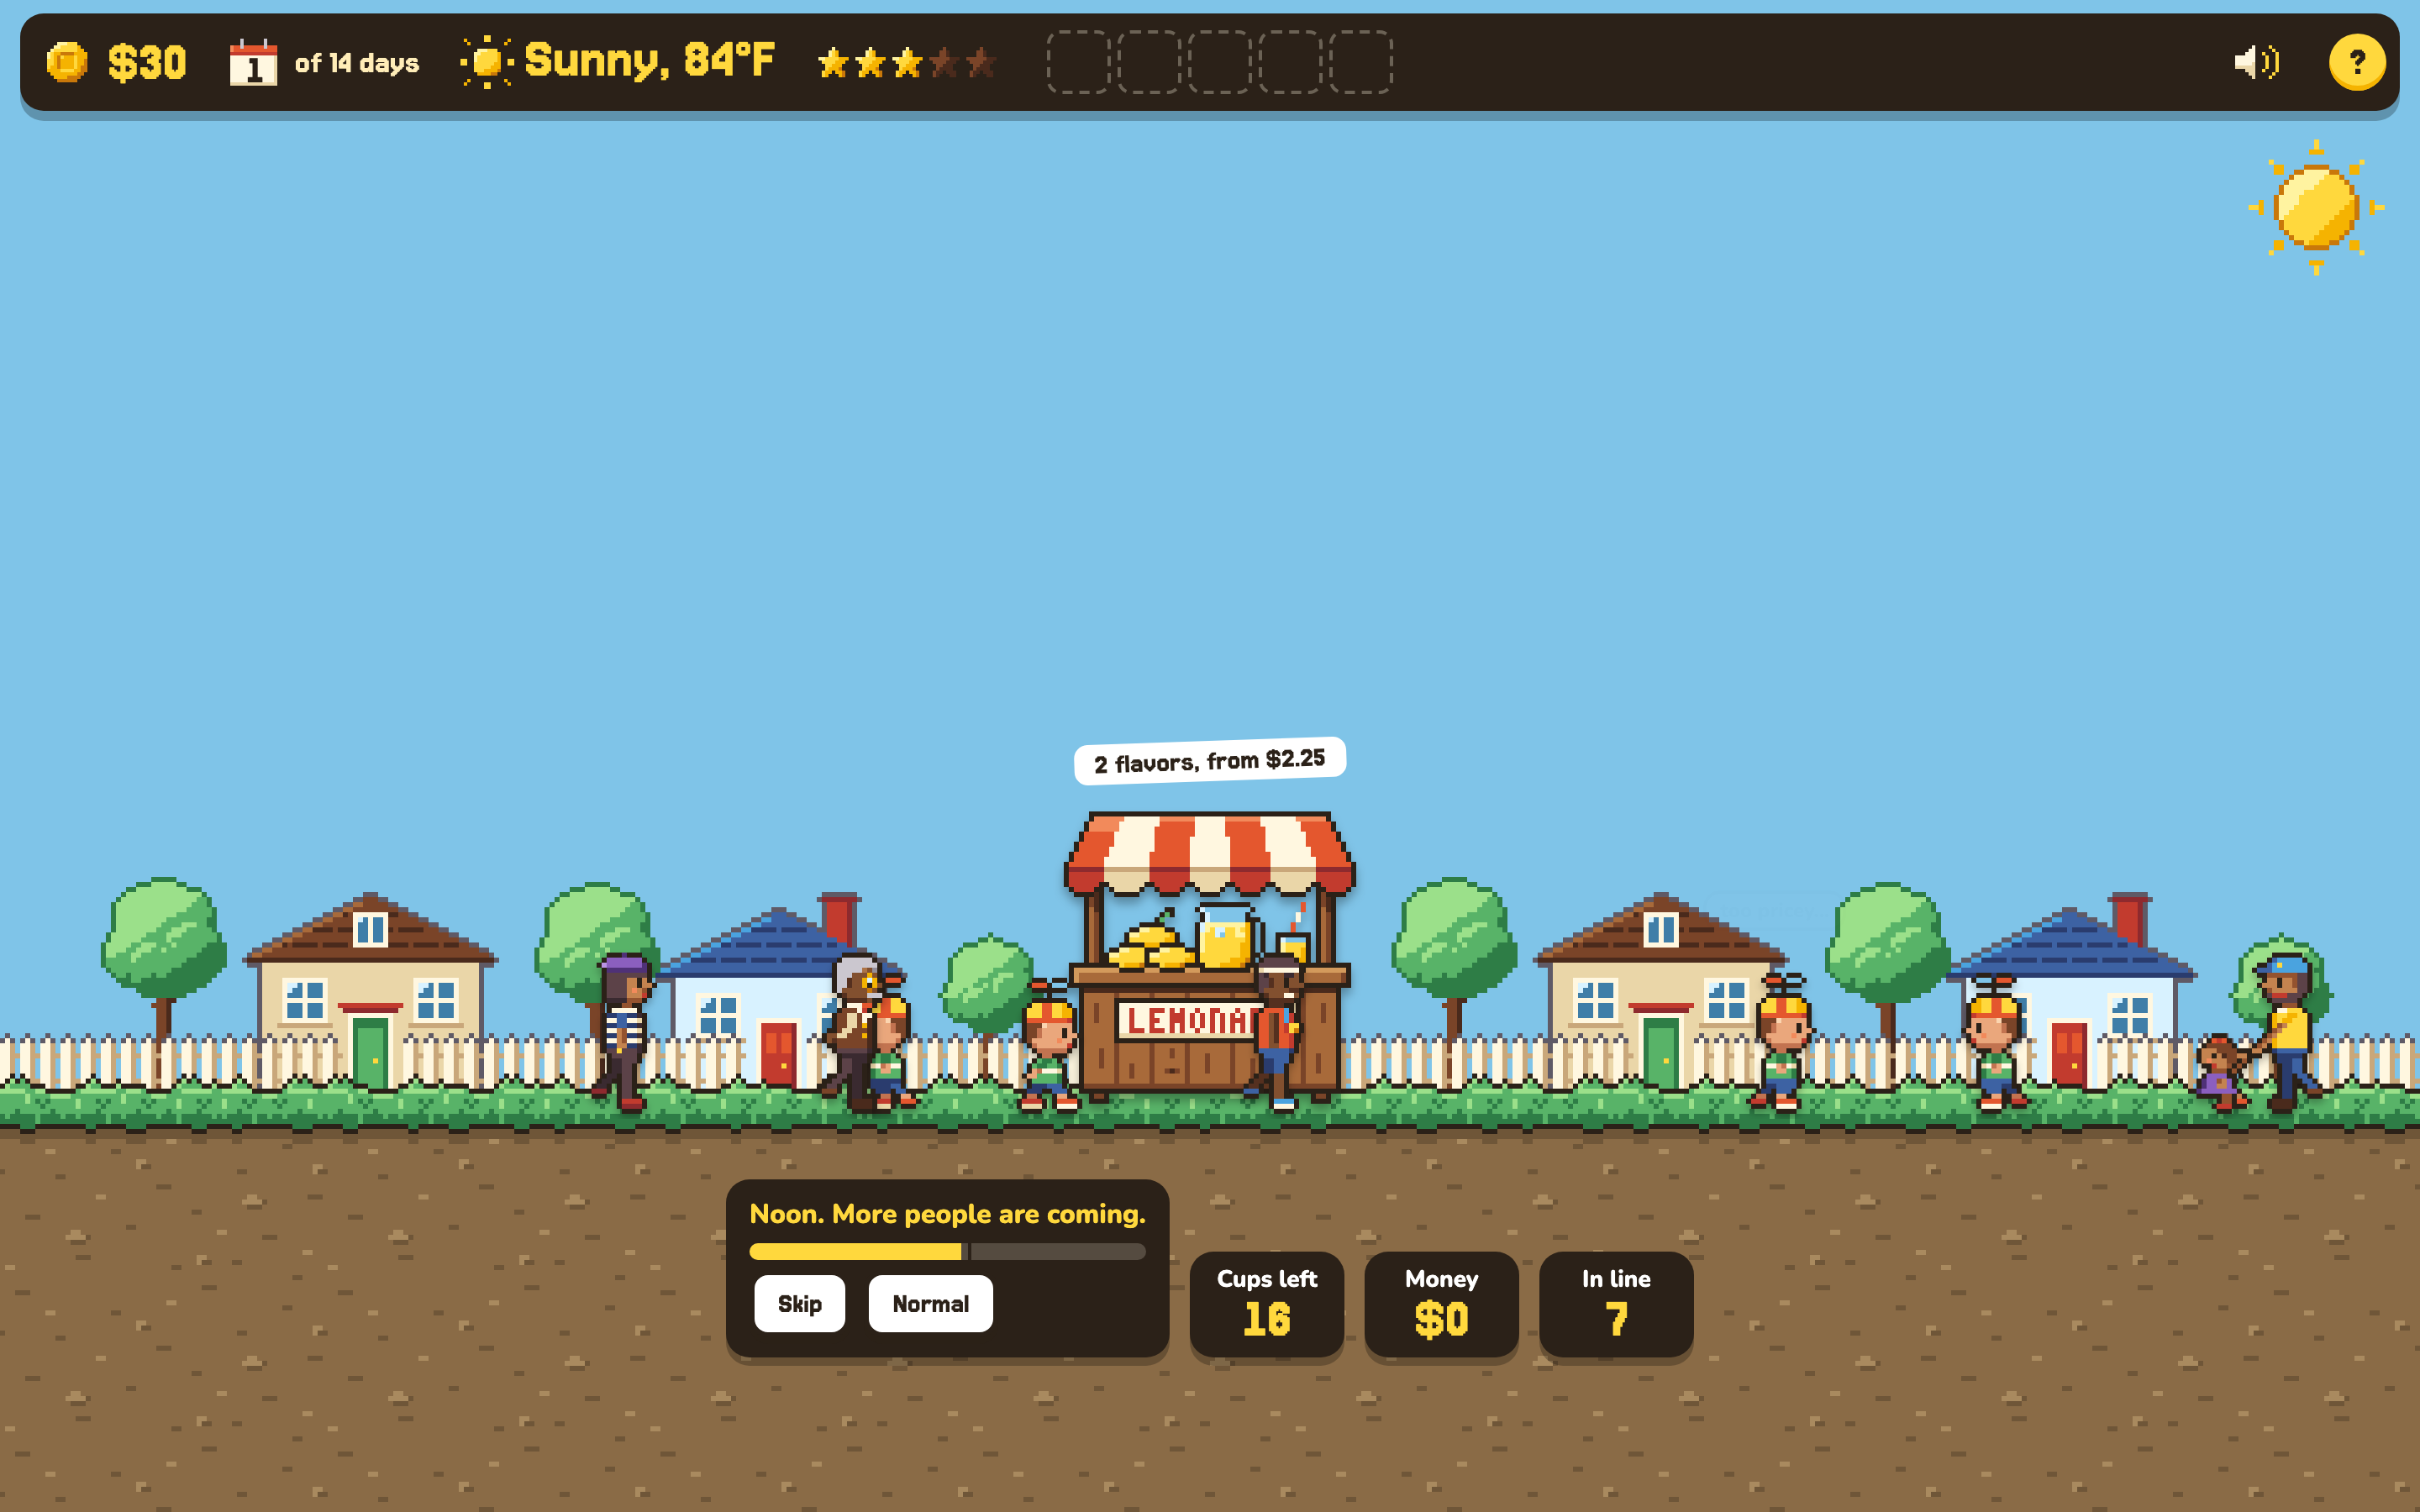 $30
1
of 14 days
Sunny, 84°F
?
2 flavors, from $2.25
LEMONA
Noon. More people are coming.
Skip
Normal
Cups left
16
Money
$0
In line
7